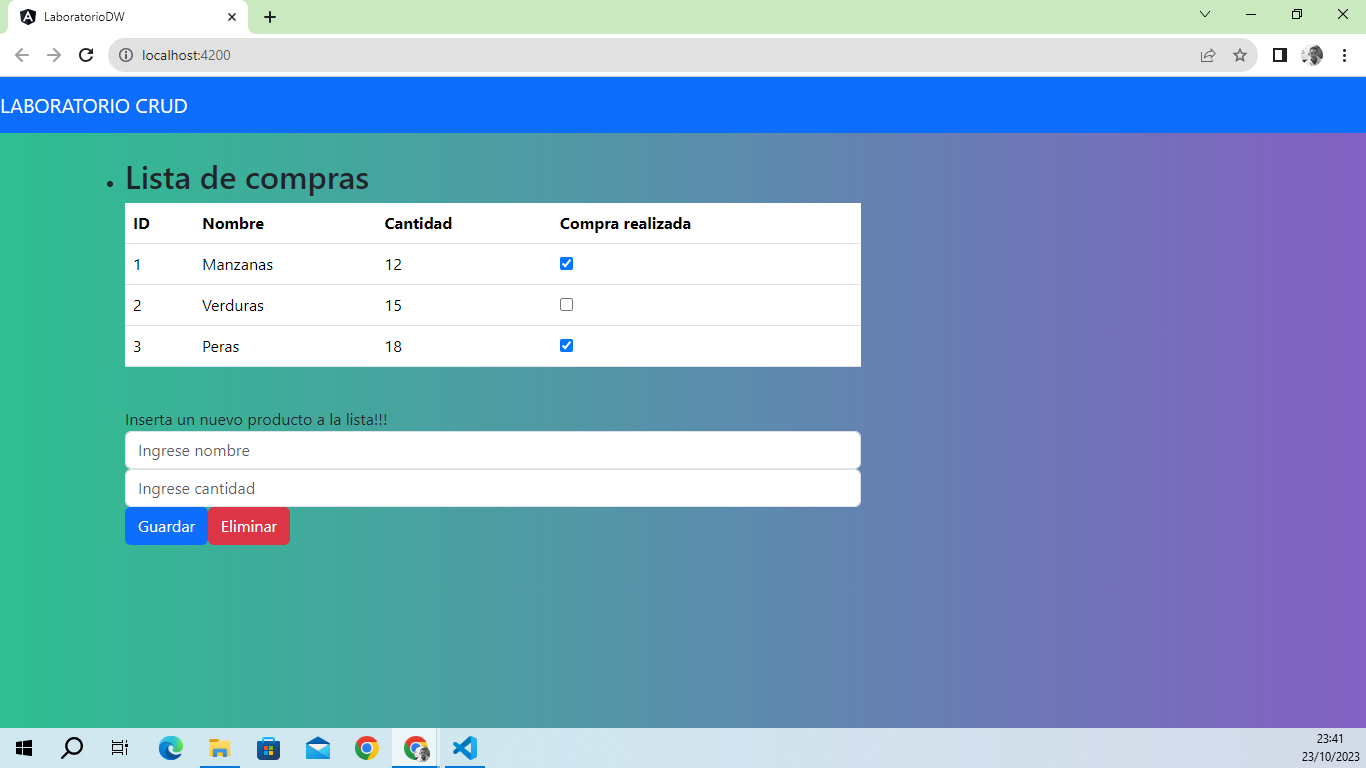 LaboratorioDW
localhost:4200
LABORATORIO CRUD
Lista de compras
ID Nombre Cantidad Compra realizada
1 Manzanas 12
2 Verduras 15
3 Peras 18
Inserta un nuevo producto a la lista!!!
Ingrese nombre
Ingrese cantidad
Guardar Eliminar
23:41
23/10/2023